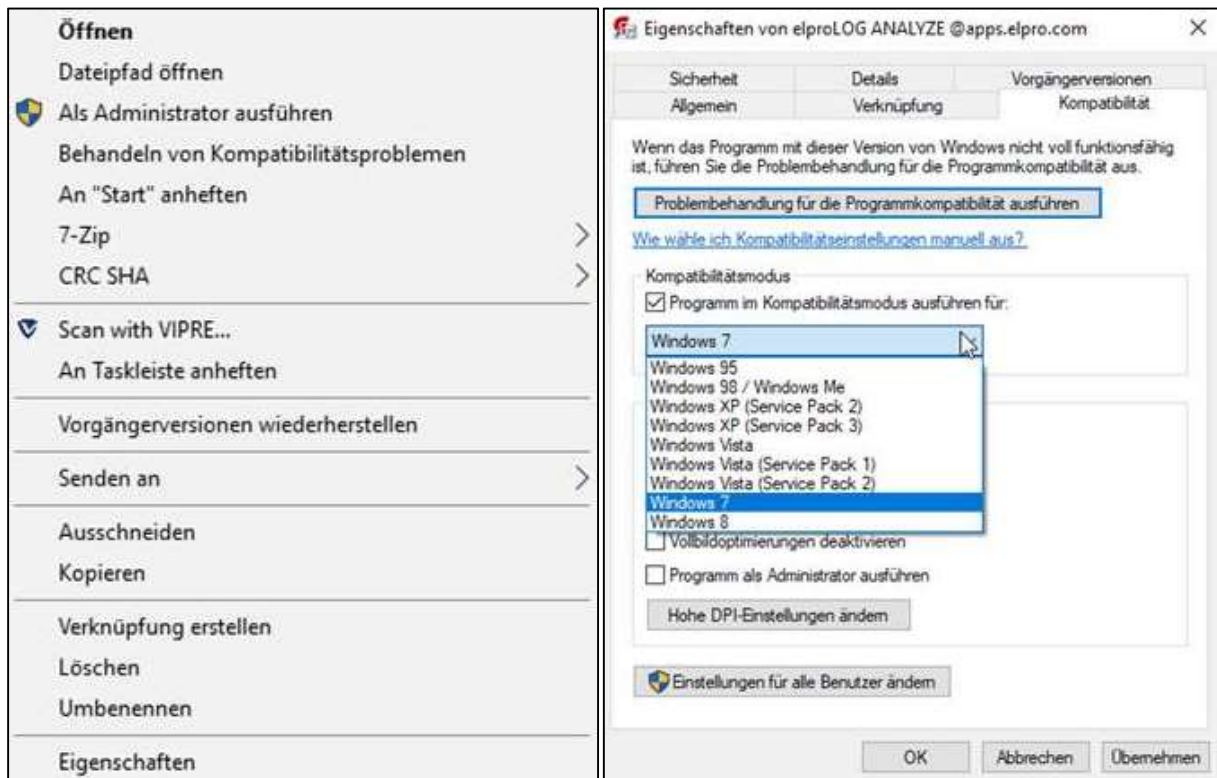 Öffnen
Dateipfad öffnen
Als Administrator ausführen
Behandeln von Kompatibilitätsproblemen
An "Start" anheften
7-Zip
CRC SHA
Scan with VIPRE...
An Taskleiste anheften
Vorgängerversionen wiederherstellen
Senden an
Ausschneiden
Kopieren
Verknüpfung erstellen
Löschen
Umbenennen
Eigenschaften
Eigenschaften von elproLOG ANALYZE @apps.elpro.com
Sicherheit Details Vorgängerversionen
Allgemein Verknüpfung Kompatibilität
Wenn das Programm mit dieser Version von Windows nicht voll funktionsfähig
ist, führen Sie die Problembehandlung für die Programmkompatibilität aus.
Problembehandlung für die Programmkompatibilität ausführen
Wie wähle ich Kompatibilitätseinstellungen manuell aus?
Kompatibilitätsmodus
Programm im Kompatibilitätsmodus ausführen für:
Windows 7
Windows 95
Windows 98 / Windows Me
Windows XP (Service Pack 2)
Windows XP (Service Pack 3)
Windows Vista
Windows Vista (Service Pack 1)
Windows Vista (Service Pack 2)
Windows 7
Windows 8
Vollbildoptimierungen deaktivieren
Programm als Administrator ausführen
Hohe DPI-Einstellungen ändern
Einstellungen für alle Benutzer ändern
OK Abbrechen Übernehmen